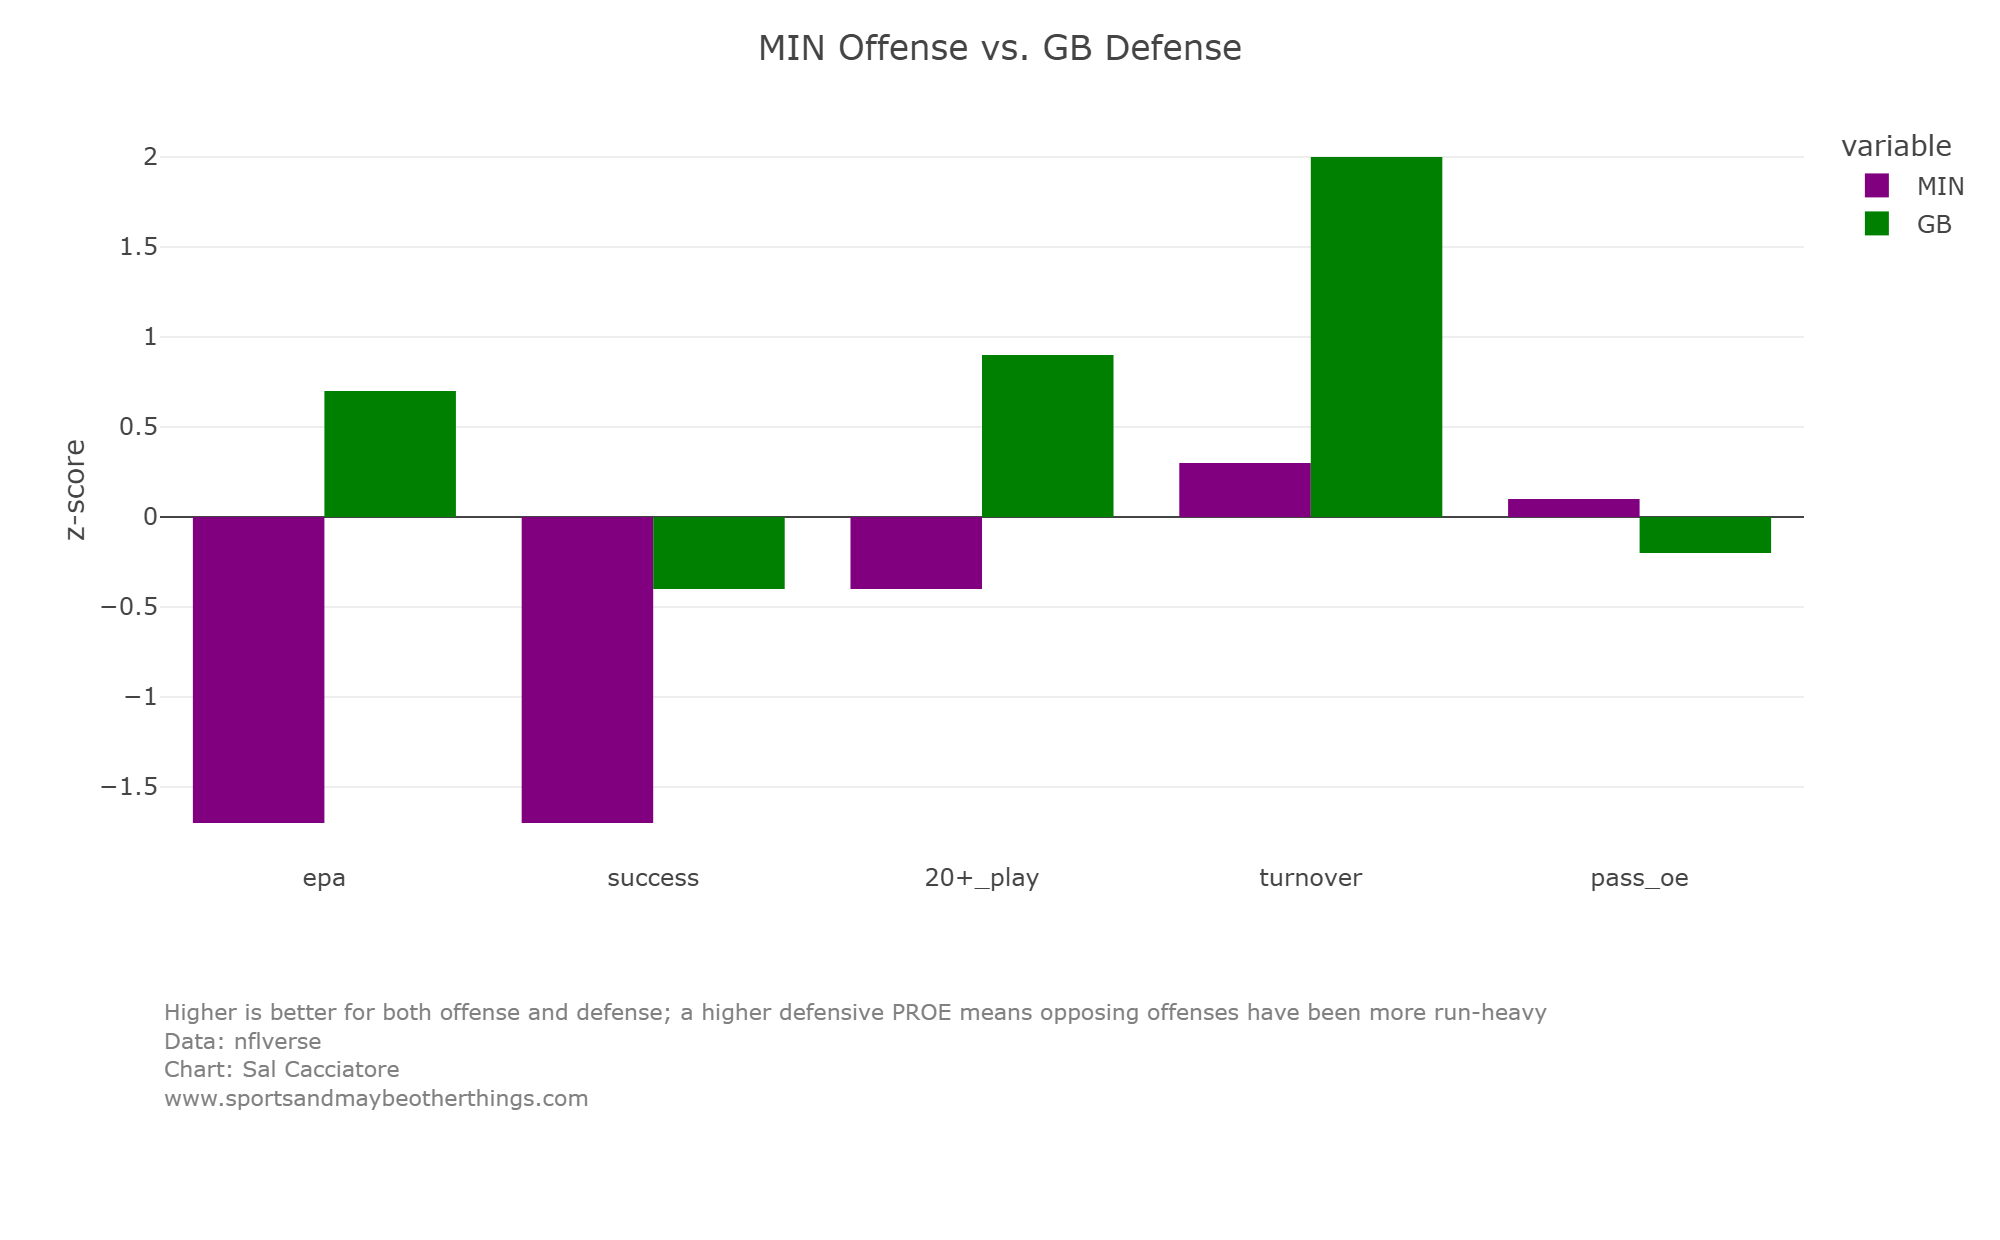 MIN Offense vs. GB Defense
variable
MIN
GB
2
1.5
1
0.5
0
−0.5
−1
−1.5
z-score
epa
success
20+_play
turnover
pass_oe
Higher is better for both offense and defense; a higher defensive PROE means opposing offenses have been more run-heavy
Data: nflverse
Chart: Sal Cacciatore
www.sportsandmaybeotherthings.com